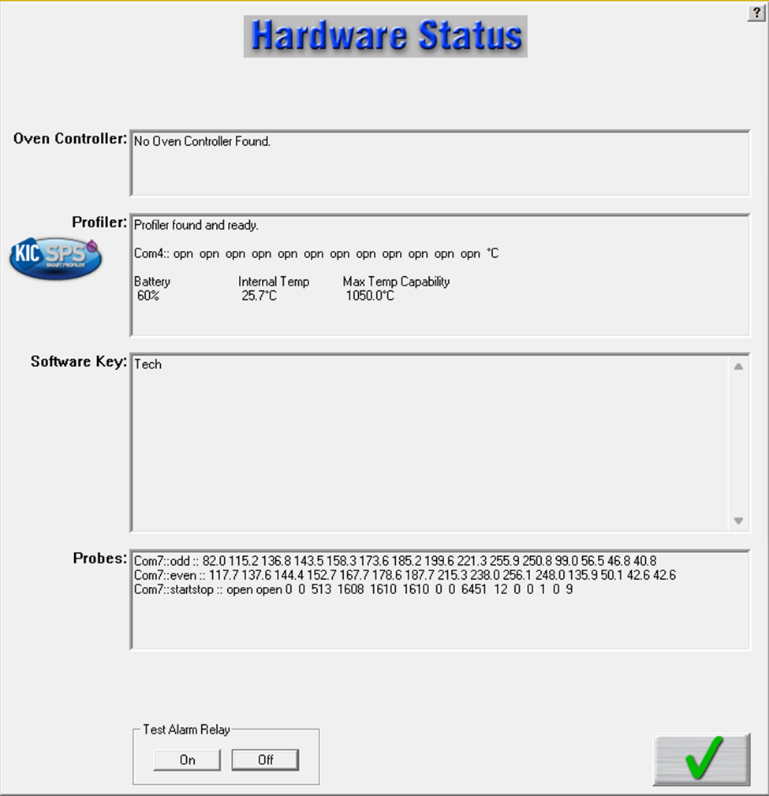 ?
Hardware Status
Oven Controller:
No Oven Controller Found.
Profiler:
Profiler found and ready.
KIC SPS
SMART PROFILER
Com4:: opn opn opn opn opn opn opn opn opn opn opn opn °C
Battery Internal Temp Max Temp Capability
60% 25.7°C 1050.0°C
Software Key:
Tech
Probes:
Com7::odd :: 82.0 115.2 136.8 143.5 158.3 173.6 185.2 199.6 221.3 255.9 250.8 99.0 56.5 46.8 40.8
Com7::even :: 117.7 137.6 144.4 152.7 167.7 178.6 187.7 215.3 238.0 256.1 248.0 135.9 50.1 42.6 42.6
Com7::startstop :: open open 0 0 513 1608 1610 1610 0 0 6451 12 0 0 1 0 9
Test Alarm Relay
On Off